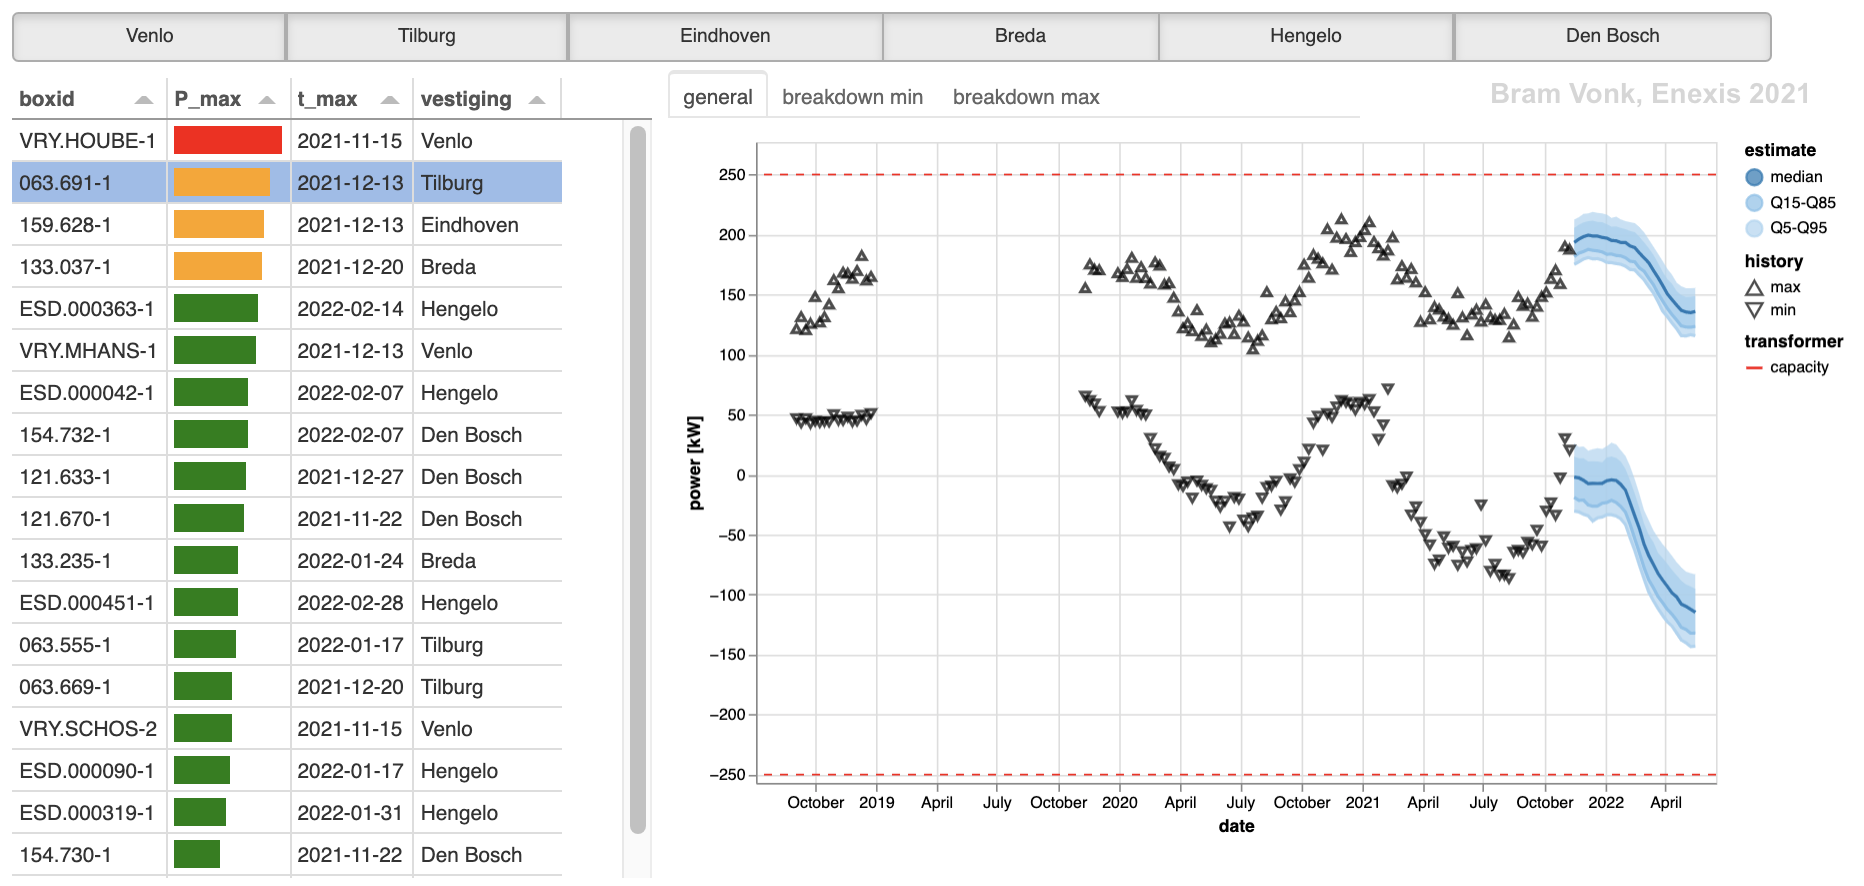 Venlo Tilburg Eindhoven Breda Hengelo Den Bosch
boxid P_max t_max vestiging
VRY.HOUBE-1 2021-11-15 Venlo
063.691-1 2021-12-13 Tilburg
159.628-1 2021-12-13 Eindhoven
133.037-1 2021-12-20 Breda
ESD.000363-1 2022-02-14 Hengelo
VRY.MHANS-1 2021-12-13 Venlo
ESD.000042-1 2022-02-07 Hengelo
154.732-1 2022-02-07 Den Bosch
121.633-1 2021-12-27 Den Bosch
121.670-1 2021-11-22 Den Bosch
133.235-1 2022-01-24 Breda
ESD.000451-1 2022-02-28 Hengelo
063.555-1 2022-01-17 Tilburg
063.669-1 2021-12-20 Tilburg
VRY.SCHOS-2 2021-11-15 Venlo
ESD.000090-1 2022-01-17 Hengelo
ESD.000319-1 2022-01-31 Hengelo
154.730-1 2021-11-22 Den Bosch
general breakdown min breakdown max
Bram Vonk, Enexis 2021
power [kW]
250
200
150
100
50
0
−50
−100
−150
−200
−250
October 2019 April July October 2020 April July October 2021 April July October 2022 April
date
estimate
median
Q15-Q85
Q5-Q95
history
max
min
transformer
capacity